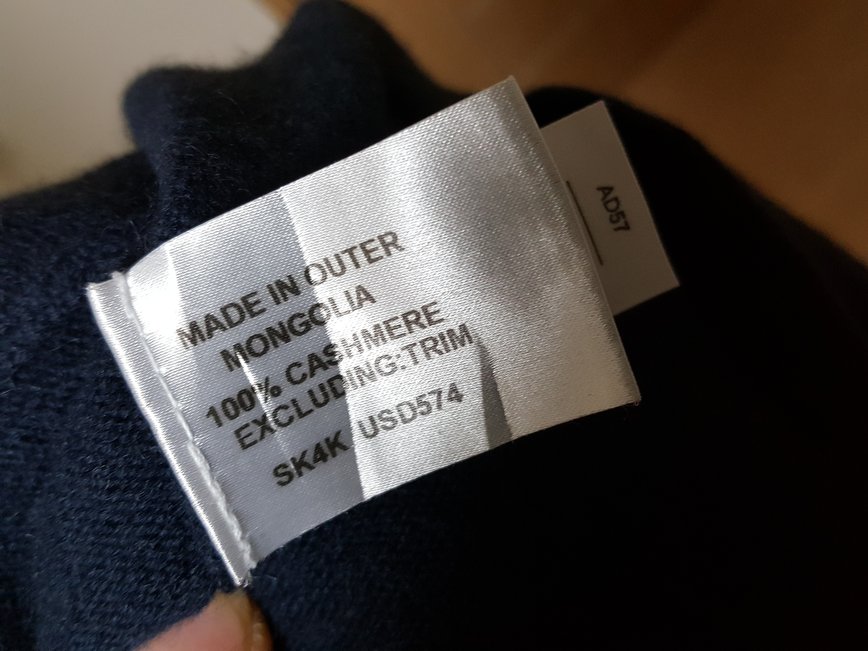 MADE IN OUTER
MONGOLIA
100% CASHMERE
EXCLUDING:TRIM
SK4K USD574
AD57